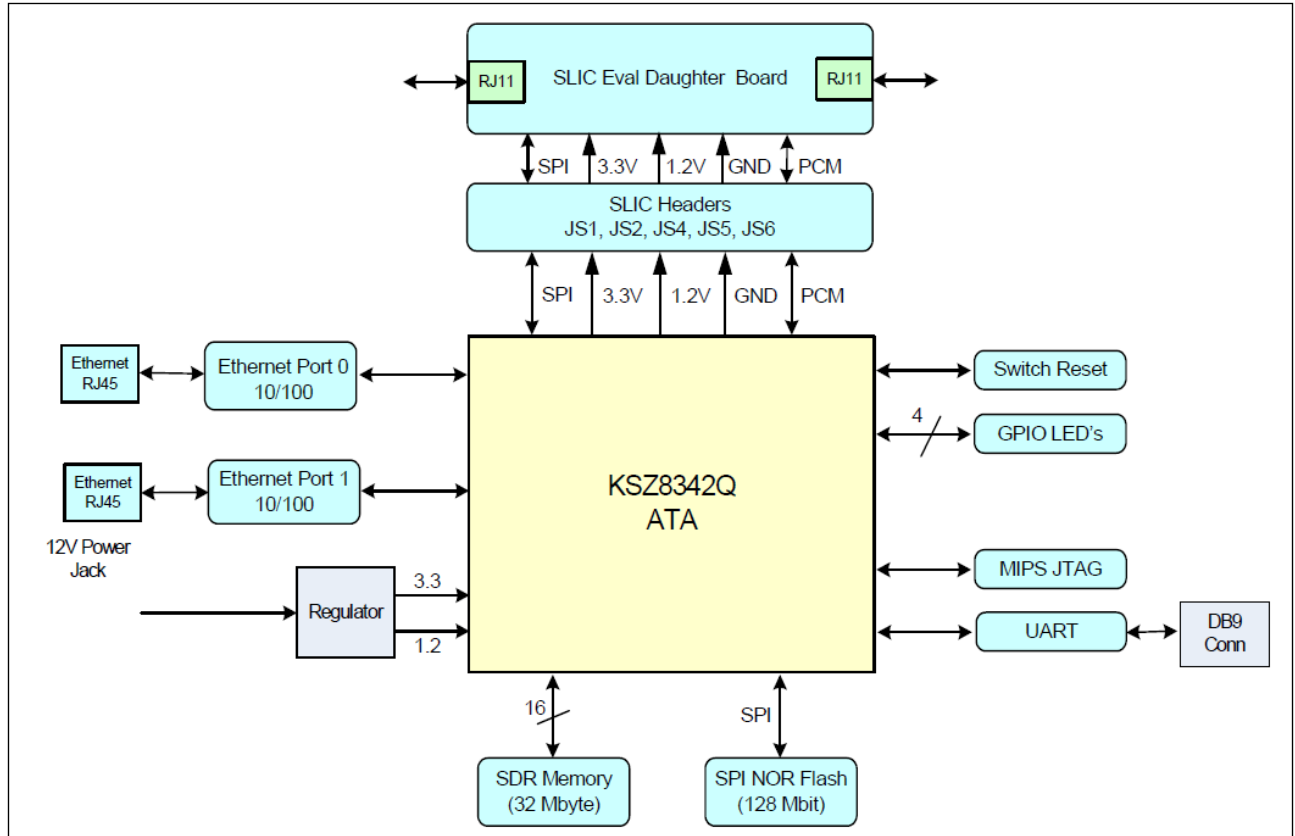 RJ11
SLIC Eval Daughter Board
RJ11
SPI
3.3V
1.2V
GND
PCM
SLIC Headers
JS1, JS2, JS4, JS5, JS6
SPI
3.3V
1.2V
GND
PCM
Ethernet
RJ45
Ethernet Port 0
10/100
Switch Reset
4
GPIO LED's
Ethernet
RJ45
Ethernet Port 1
10/100
KSZ8342Q
ATA
12V Power
Jack
Regulator
3.3
1.2
MIPS JTAG
UART
DB9
Conn
16
SPI
SDR Memory
(32 Mbyte)
SPI NOR Flash
(128 Mbit)